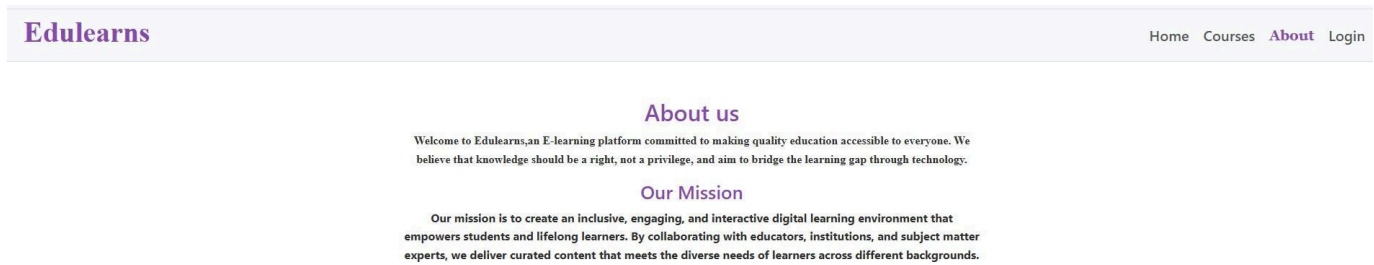 Edulearns
Home Courses About Login
About us
Welcome to Edulearns,an E-learning platform committed to making quality education accessible to everyone. We
believe that knowledge should be a right, not a privilege, and aim to bridge the learning gap through technology.
Our Mission
Our mission is to create an inclusive, engaging, and interactive digital learning environment that
empowers students and lifelong learners. By collaborating with educators, institutions, and subject matter
experts, we deliver curated content that meets the diverse needs of learners across different backgrounds.